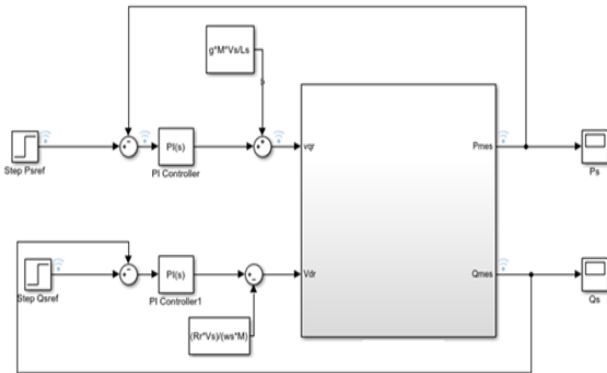 g*M*Vs/Ls
Step Psref
PI(s)
PI Controller
vqr
Pmes
Ps
Step Qsref
PI(s)
PI Controller1
Vdr
Qmes
Qs
(Rr*Vs)/(ws*M)